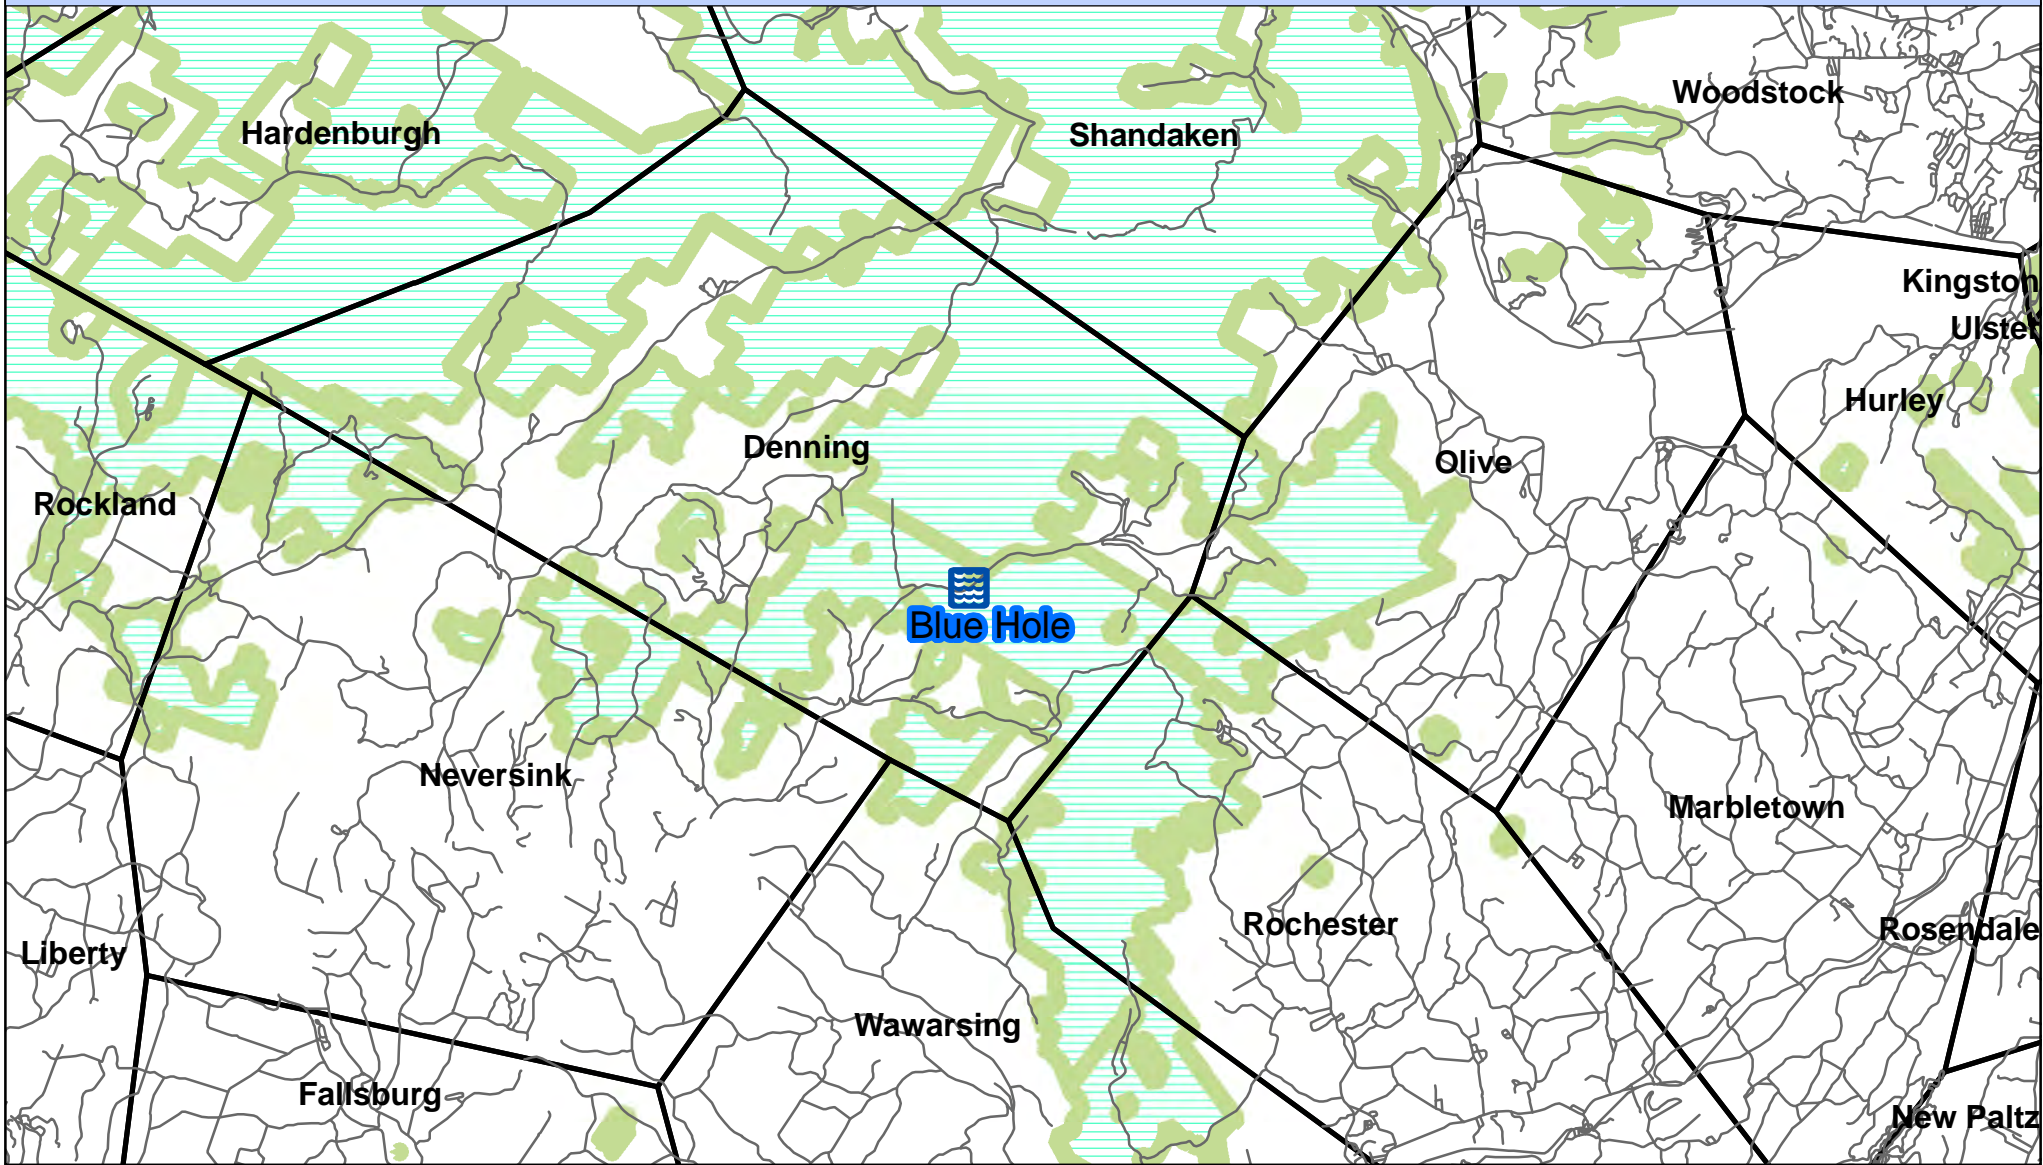 Woodstock
Hardenburgh
Shandaken
Kingston
Ulster
Hurley
Denning
Olive
Rockland
Blue Hole
Neversink
Marbletown
Rochester
Rosendale
Liberty
Wawarsing
Fallsburg
New Paltz